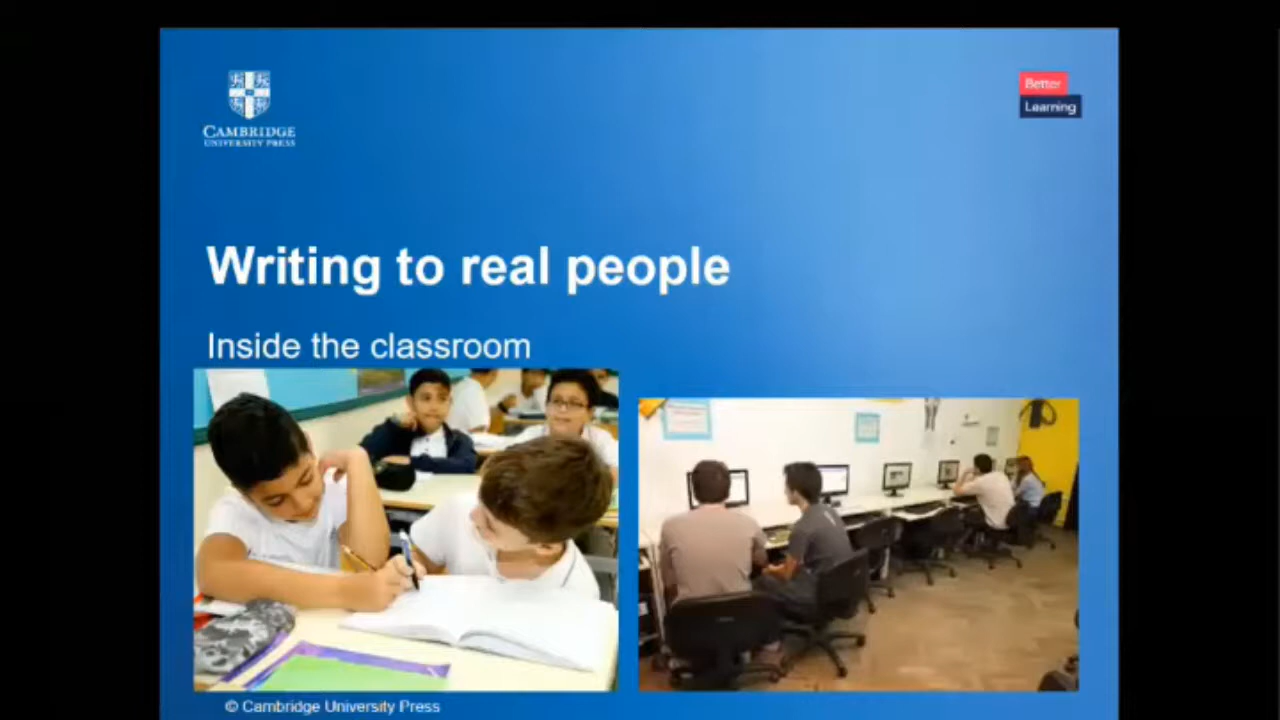 CAMBRIDGE
UNIVERSITY PRESS
Better
Learning
Writing to real people
Inside the classroom
© Cambridge University Press